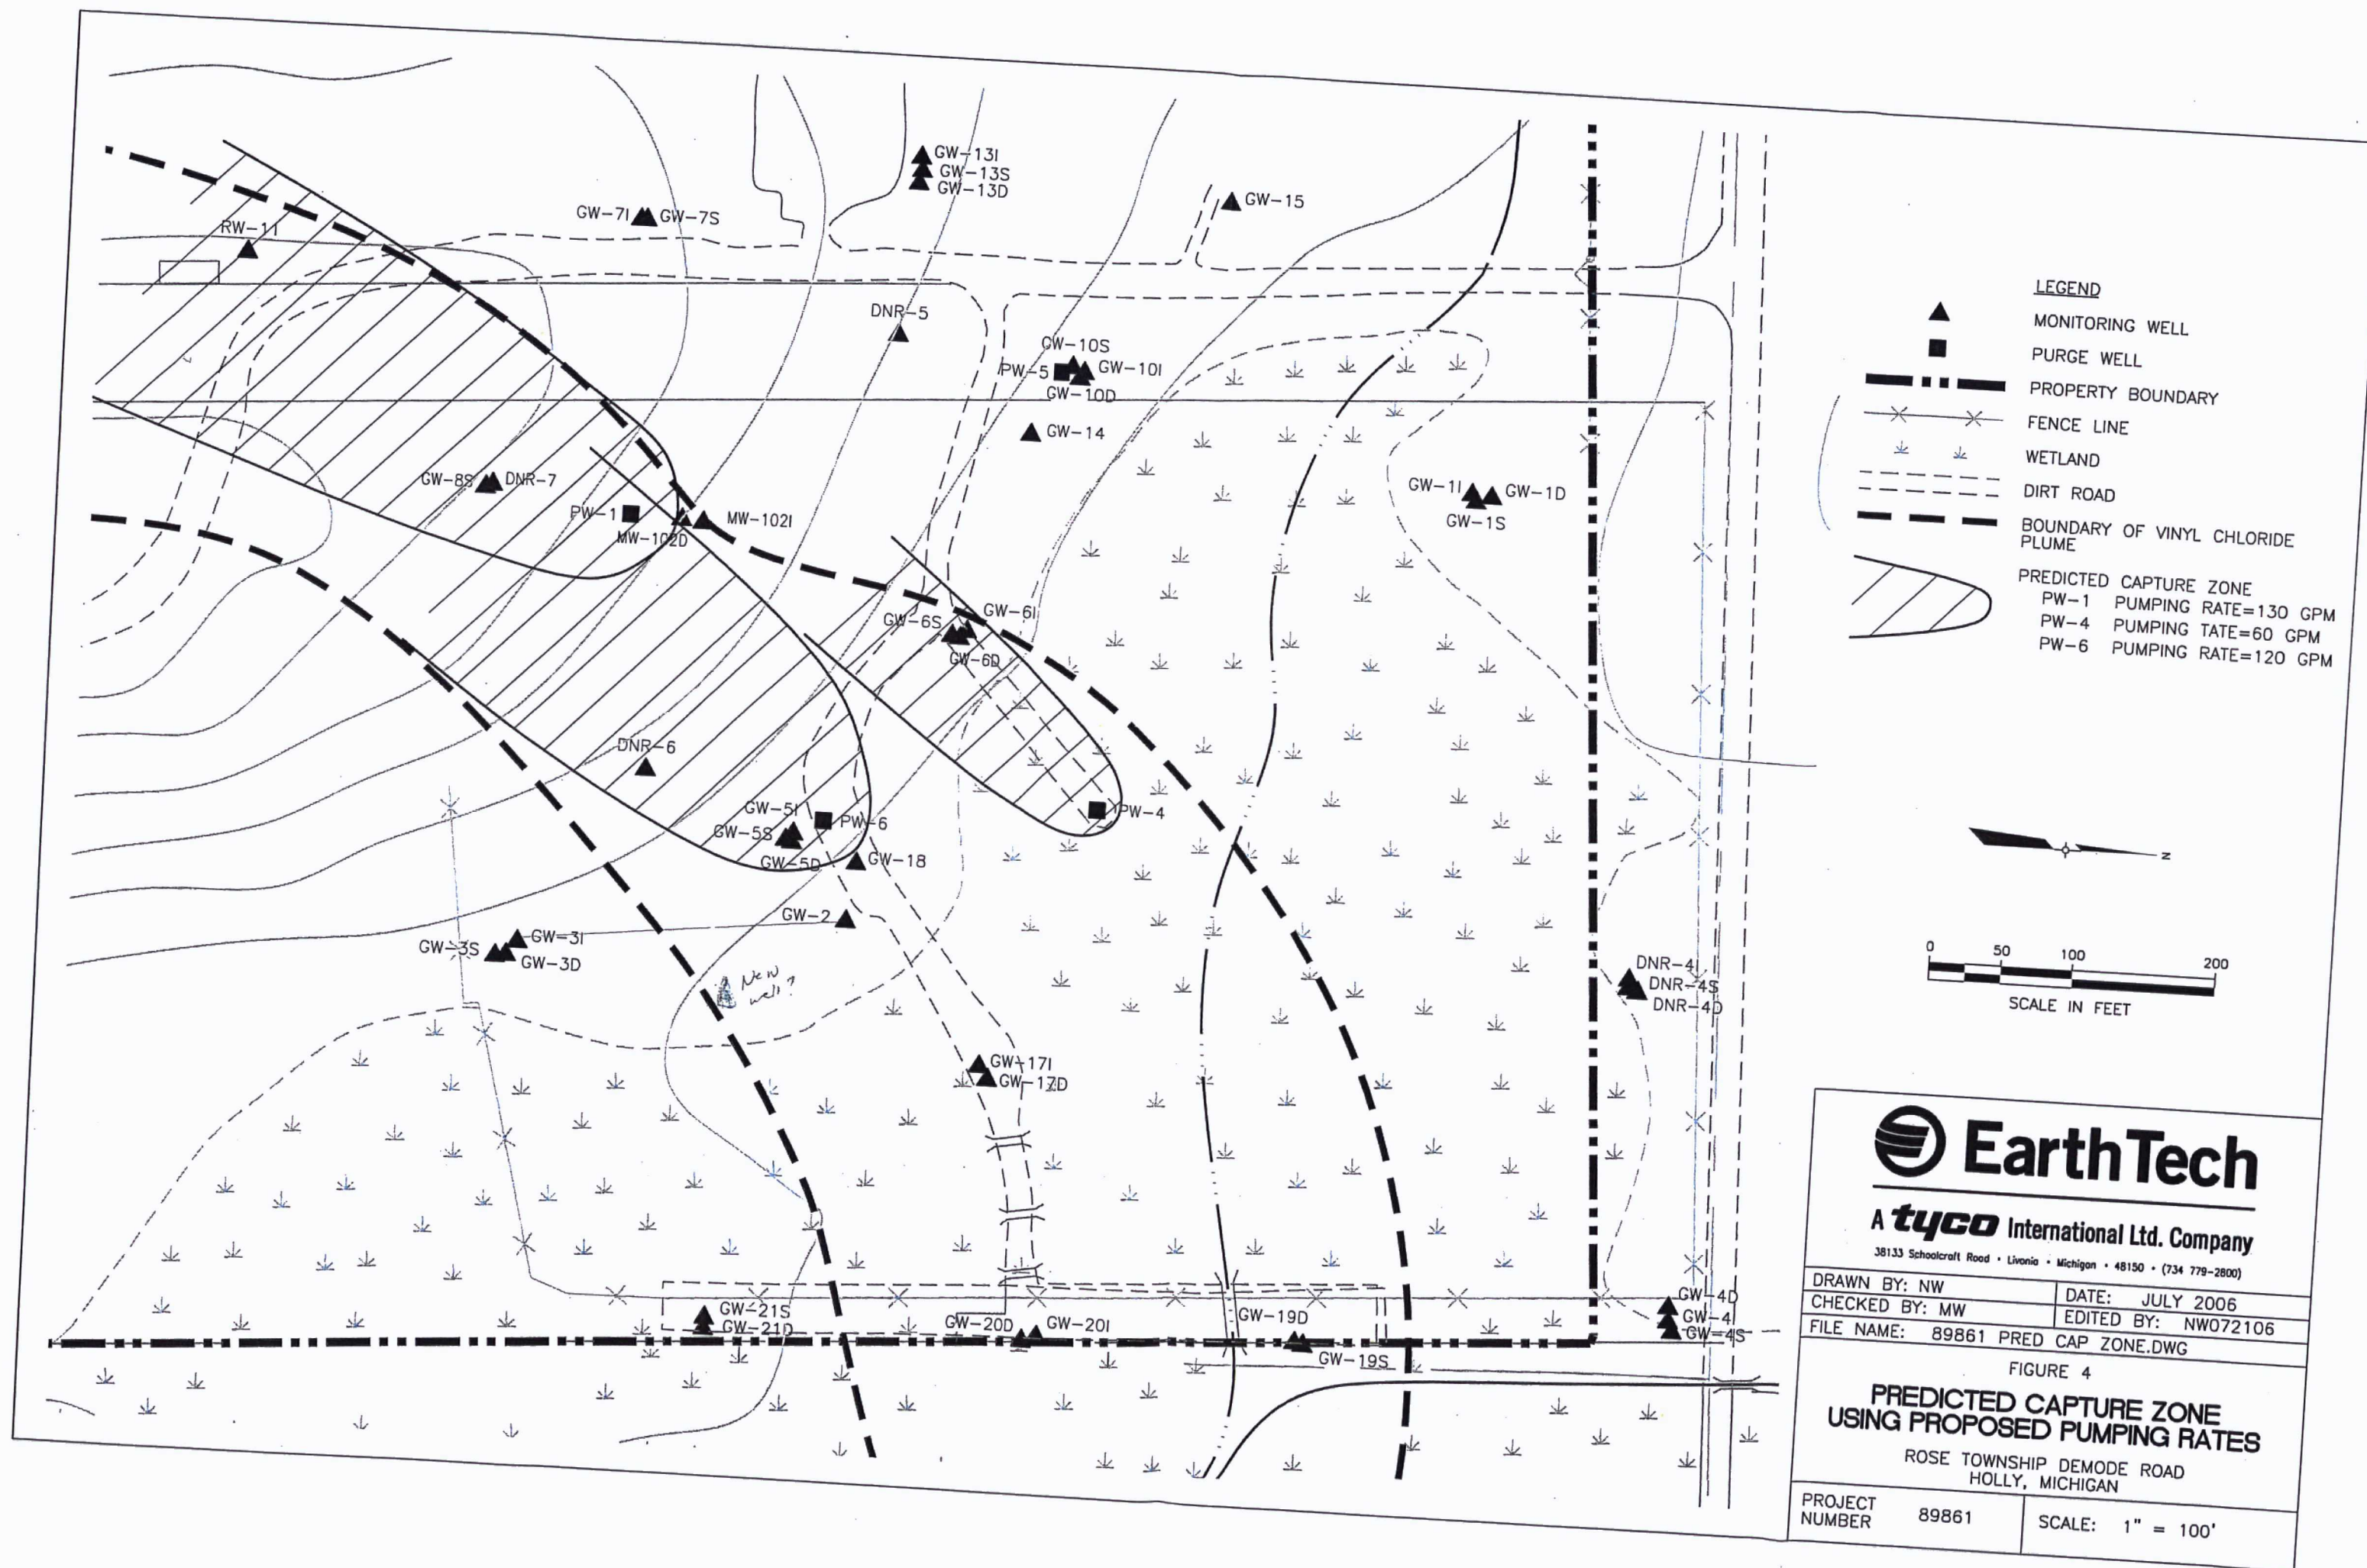 GW-13I
GW-13S
GW-13D
GW-7I
GW-7S
GW-15
RW-11
DNR-5
GW-10S
PW-5
GW-10I
GW-10D
GW-14
GW-8S
DNR-7
PW-1
MW-102I
MW-102D
GW-1I
GW-1D
GW-1S
GW-6I
GW-6S
GW-6D
DNR-6
GW-5I
PW-6
GW-5S
GW-5D
GW-18
PW-4
GW-2
GW-3S
GW-3I
GW-3D
New
well?
DNR-4I
DNR-4S
DNR-4D
GW-17I
GW-17D
GW-21S
GW-21D
GW-20D
GW-20I
GW-19D
GW-19S
GW-4D
GW-4I
GW-4S
LEGEND
MONITORING WELL
PURGE WELL
PROPERTY BOUNDARY
FENCE LINE
WETLAND
DIRT ROAD
BOUNDARY OF VINYL CHLORIDE
PLUME
PREDICTED CAPTURE ZONE
PW-1 PUMPING RATE=130 GPM
PW-4 PUMPING TATE=60 GPM
PW-6 PUMPING RATE=120 GPM
N
0 50 100 200
SCALE IN FEET
EarthTech
A tyco International Ltd. Company
38133 Schoolcraft Road • Livonia • Michigan • 48150 • (734 779-2800)
DRAWN BY: NW
DATE: JULY 2006
CHECKED BY: MW
EDITED BY: NW072106
FILE NAME: 89861 PRED CAP ZONE.DWG
FIGURE 4
PREDICTED CAPTURE ZONE
USING PROPOSED PUMPING RATES
ROSE TOWNSHIP DEMODE ROAD
HOLLY, MICHIGAN
PROJECT
NUMBER 89861
SCALE: 1" = 100'